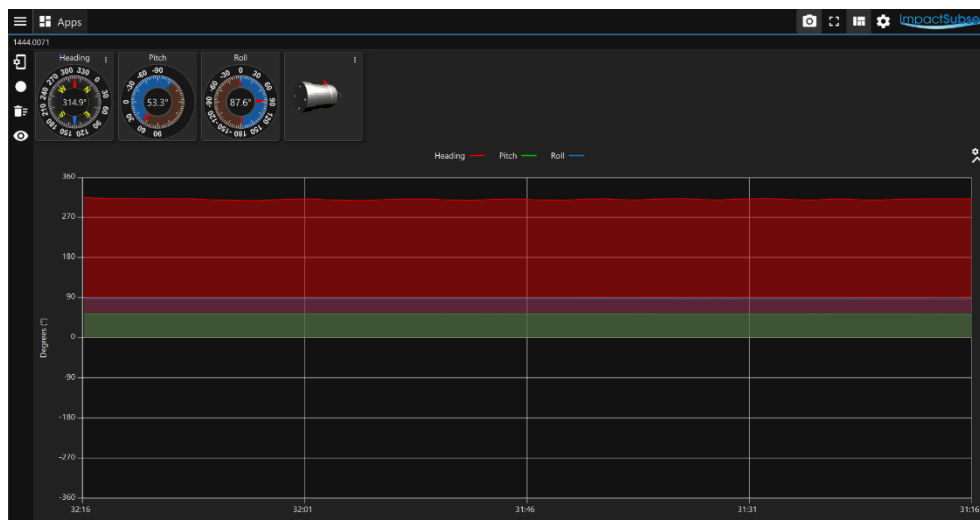 Apps
ImpactSubse
1444.0071
Heading
Pitch
Roll
314.9°
53.3°
87.6°
Heading
Pitch
Roll
360
270
180
90
0
-90
-180
-270
-360
Degrees (°)
32:16
32:01
31:46
31:31
31:16